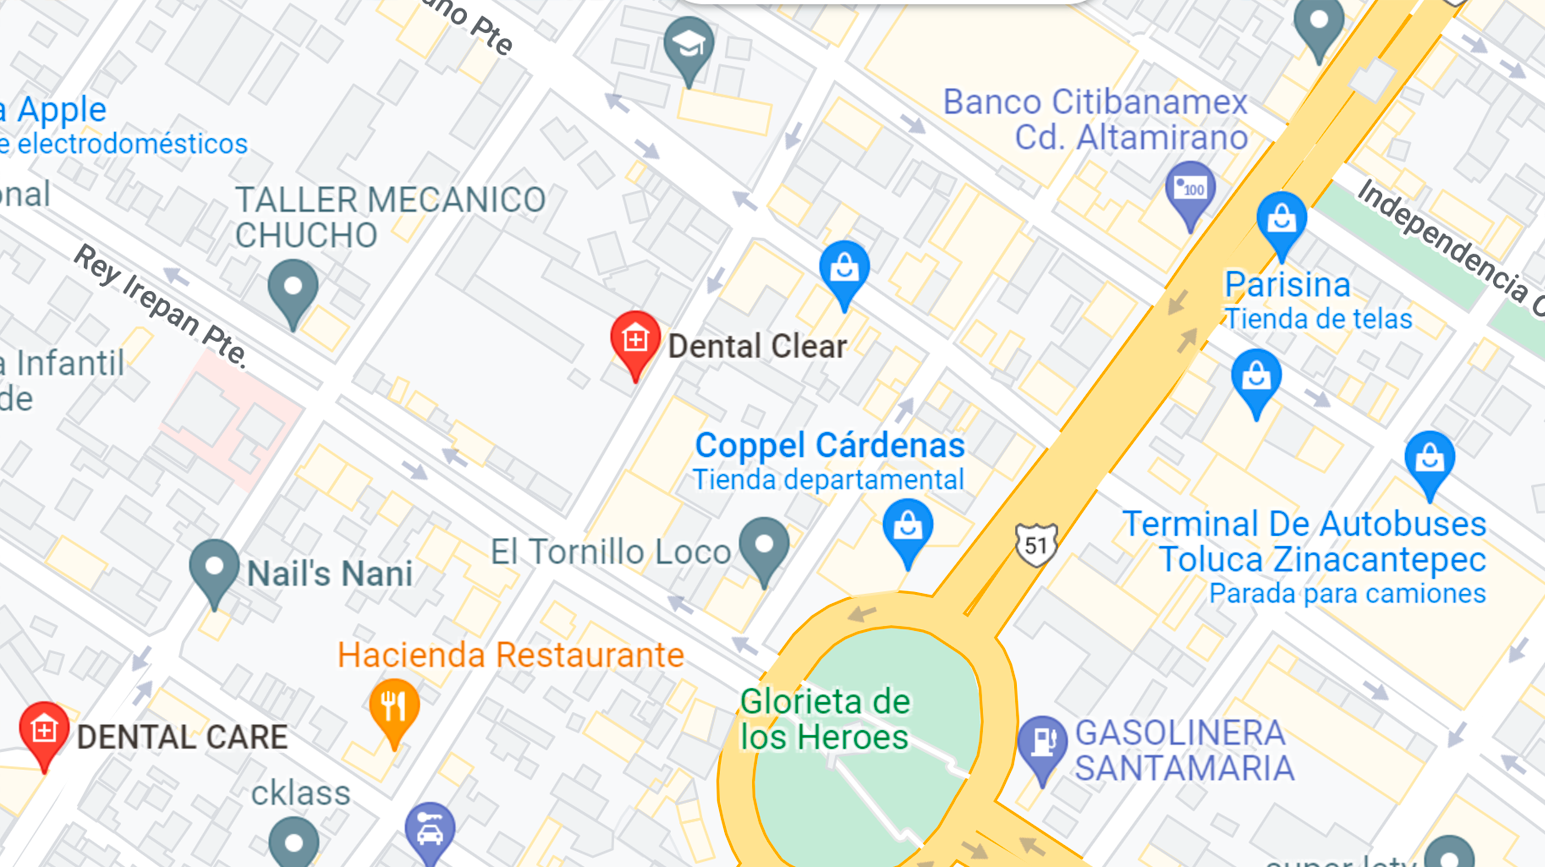 Pte
a Apple
e electrodomésticos
onal
TALLER MECANICO
CHUCHO
Banco Citibanamex
Cd. Altamirano
100
Independencia O
Rey Irepan Pte.
Parisina
Tienda de telas
Dental Clear
a Infantil
de
Coppel Cárdenas
Tienda departamental
51
Terminal De Autobuses
Toluca Zinacantepec
Parada para camiones
El Tornillo Loco
Nail's Nani
Hacienda Restaurante
Glorieta de
los Heroes
DENTAL CARE
GASOLINERA
SANTAMARIA
cklass